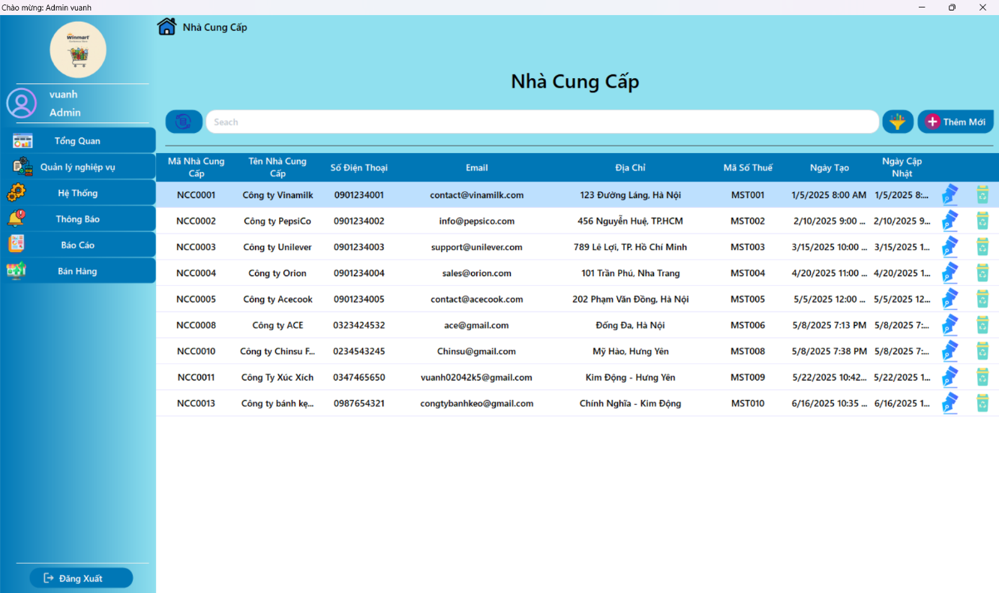 Chào mừng: Admin vuanh
Winmart
vuanh
Admin
Tổng Quan
Quản lý nghiệp vụ
Hệ Thống
Thông Báo
Báo Cáo
Bán Hàng
Đăng Xuất
Nhà Cung Cấp
Nhà Cung Cấp
Seach
Thêm Mới
Mã Nhà Cung Cấp Tên Nhà Cung Cấp Số Điện Thoại Email Địa Chỉ Mã Số Thuế Ngày Tạo Ngày Cập Nhật
NCC0001 Công ty Vinamilk 0901234001 contact@vinamilk.com 123 Đường Láng, Hà Nội MST001 1/5/2025 8:00 AM 1/5/2025 8:...
NCC0002 Công ty PepsiCo 0901234002 info@pepsico.com 456 Nguyễn Huệ, TP.HCM MST002 2/10/2025 9:00 ... 2/10/2025 9...
NCC0003 Công ty Unilever 0901234003 support@unilever.com 789 Lê Lợi, TP. Hồ Chí Minh MST003 3/15/2025 10:00 ... 3/15/2025 1...
NCC0004 Công ty Orion 0901234004 sales@orion.com 101 Trần Phú, Nha Trang MST004 4/20/2025 11:00 ... 4/20/2025 1...
NCC0005 Công ty Acecook 0901234005 contact@acecook.com 202 Phạm Văn Đồng, Hà Nội MST005 5/5/2025 12:00 ... 5/5/2025 12...
NCC0008 Công ty ACE 0323424532 ace@gmail.com Đống Đa, Hà Nội MST006 5/8/2025 7:13 PM 5/8/2025 7:...
NCC0010 Công ty Chinsu F... 0234543245 Chinsu@gmail.com Mỹ Hào, Hưng Yên MST008 5/8/2025 7:38 PM 5/8/2025 7:...
NCC0011 Công Ty Xúc Xích 0347465650 vuanh02042k5@gmail.com Kim Động - Hưng Yên MST009 5/22/2025 10:42... 5/22/2025 1...
NCC0013 Công ty bánh kẹ... 0987654321 congtybanhkeo@gmail.com Chính Nghĩa - Kim Động MST010 6/16/2025 10:35 ... 6/16/2025 1...